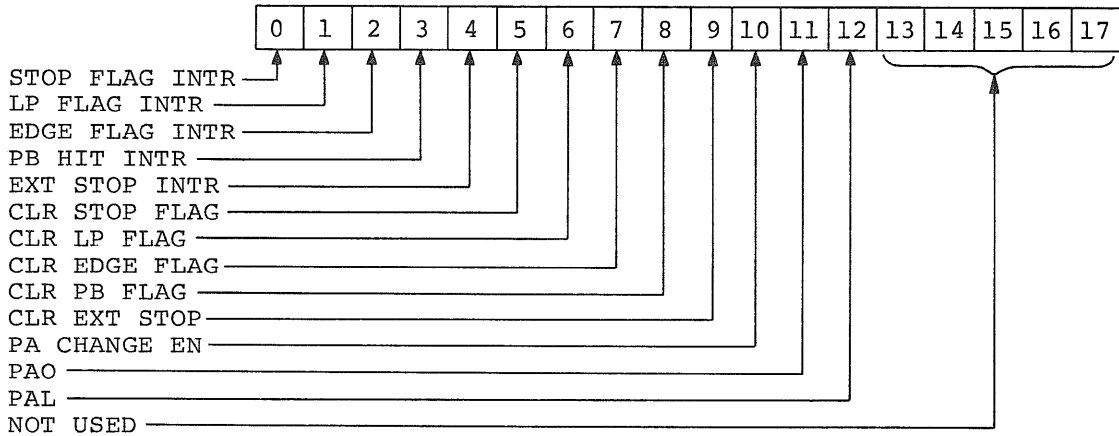 0 1 2 3 4 5 6 7 8 9 10 11 12 13 14 15 16 17
STOP FLAG INTR
LP FLAG INTR
EDGE FLAG INTR
PB HIT INTR
EXT STOP INTR
CLR STOP FLAG
CLR LP FLAG
CLR EDGE FLAG
CLR PB FLAG
CLR EXT STOP
PA CHANGE EN
PAO
PAL
NOT USED